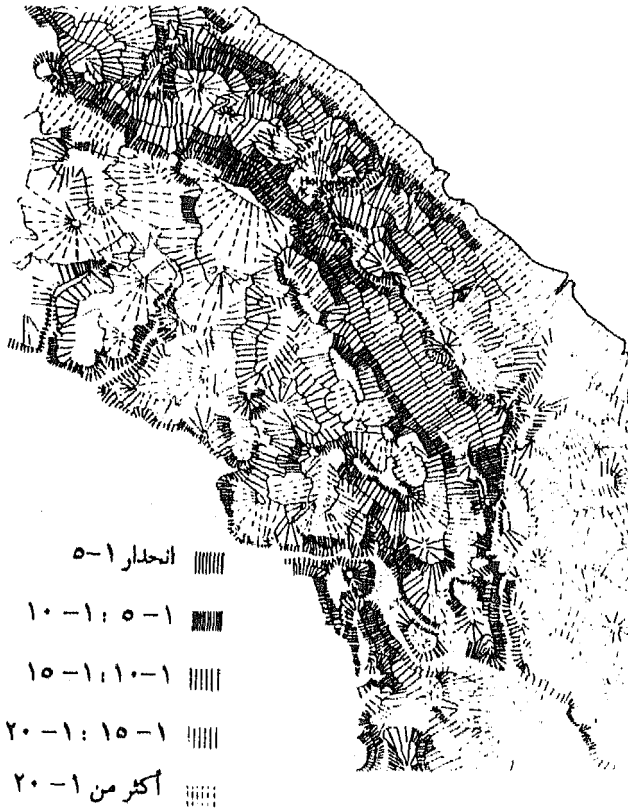 انحدار ١-٥
١-٥ : ١-١٠
١-١٠ : ١-١٥
١-١٥ : ١-٢٠
أكثر من ١-٢٠